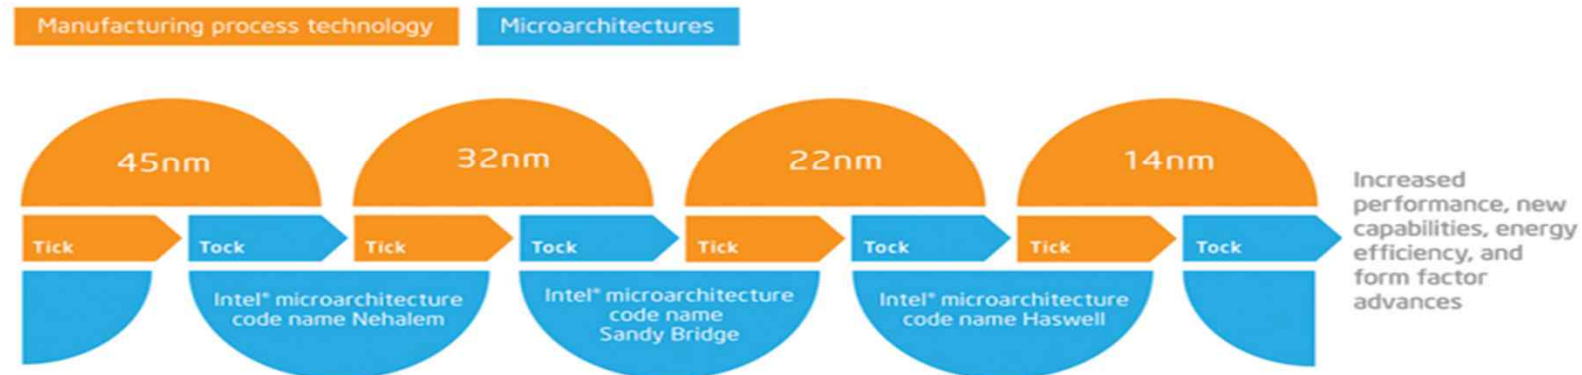 Manufacturing process technology
Microarchitectures
45nm
32nm
22nm
14nm
Tick
Tock
Tick
Tock
Tick
Tock
Tick
Tock
Intel® microarchitecture
code name Nehalem
Intel® microarchitecture
code name
Sandy Bridge
Intel® microarchitecture
code name Haswell
Increased
performance, new
capabilities, energy
efficiency, and
form factor
advances